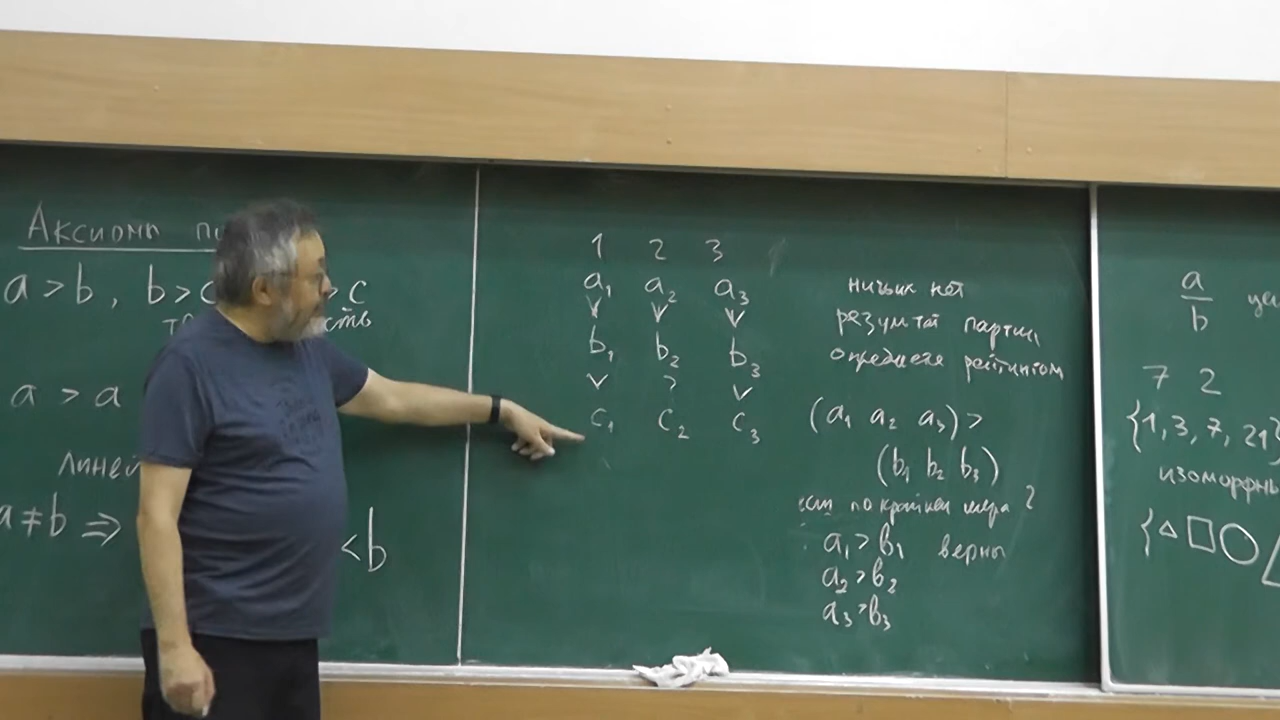 Аксиомы
a > b , b > c > c
a > a
a ≠ b ⇒ < b
1 2 3
a₁ a₂ a₃
∨ ∨ ∨
b₁ b₂ b₃
∨ > ∨
c₁ c₂ c₃
ничьих нет
результат партии
определяется рейтингом
(a₁ a₂ a₃) >
(b₁ b₂ b₃)
если по крайней мере 2
a₁ > b₁ верны
a₂ > b₂
a₃ > b₃
a
b
7 2
{1, 3, 7, 21}
изоморфны